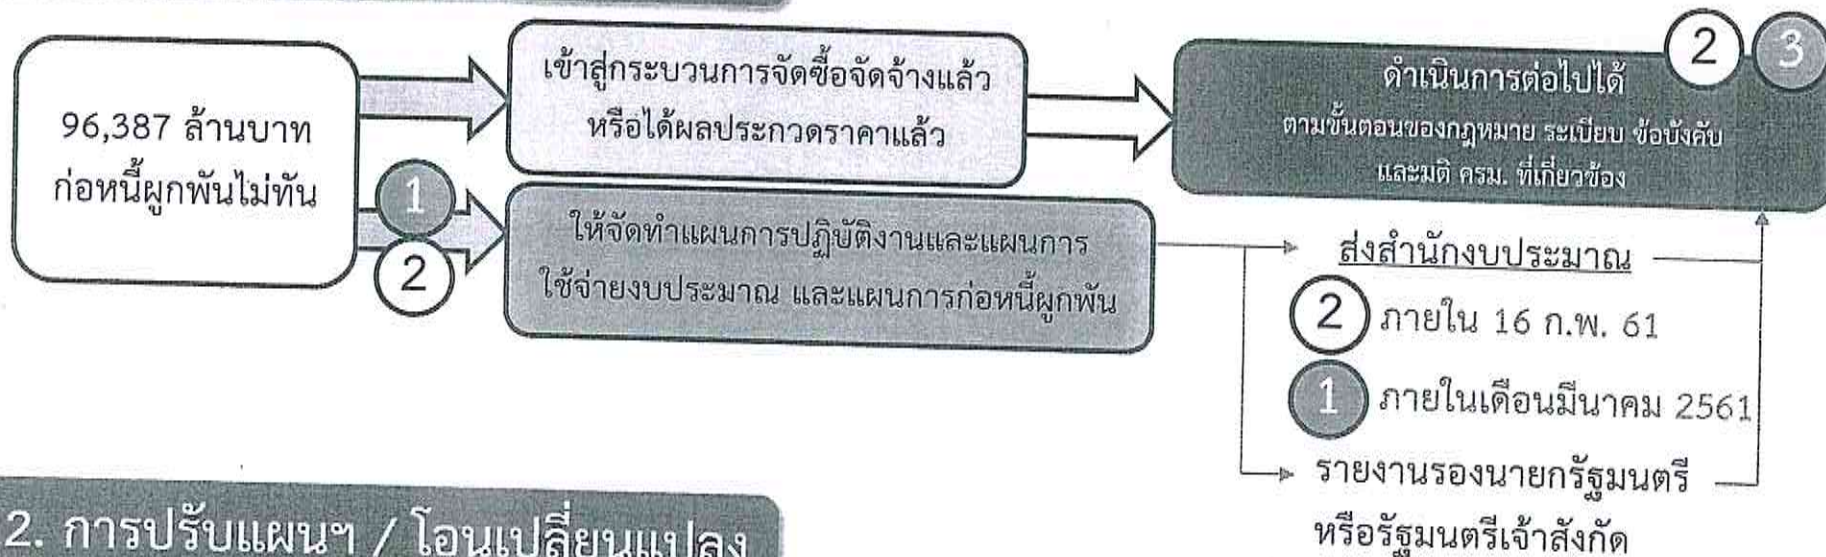 96,387 ล้านบาท
ก่อหนี้ผูกพันไม่ทัน
เข้าสู่กระบวนการจัดซื้อจัดจ้างแล้ว
หรือได้ผลประกวดราคาแล้ว
2
3
ดำเนินการต่อไปได้
ตามขั้นตอนของกฎหมาย ระเบียบ ข้อบังคับ
และมติ ครม. ที่เกี่ยวข้อง
1
2
ให้จัดทำแผนการปฏิบัติงานและแผนการ
ใช้จ่ายงบประมาณ และแผนการก่อหนี้ผูกพัน
ส่งสำนักงบประมาณ
2 ภายใน 16 ก.พ. 61
1 ภายในเดือนมีนาคม 2561
รายงานรองนายกรัฐมนตรี
หรือรัฐมนตรีเจ้าสังกัด
2. การปรับแผนฯ / โอนเปลี่ยนแปลง